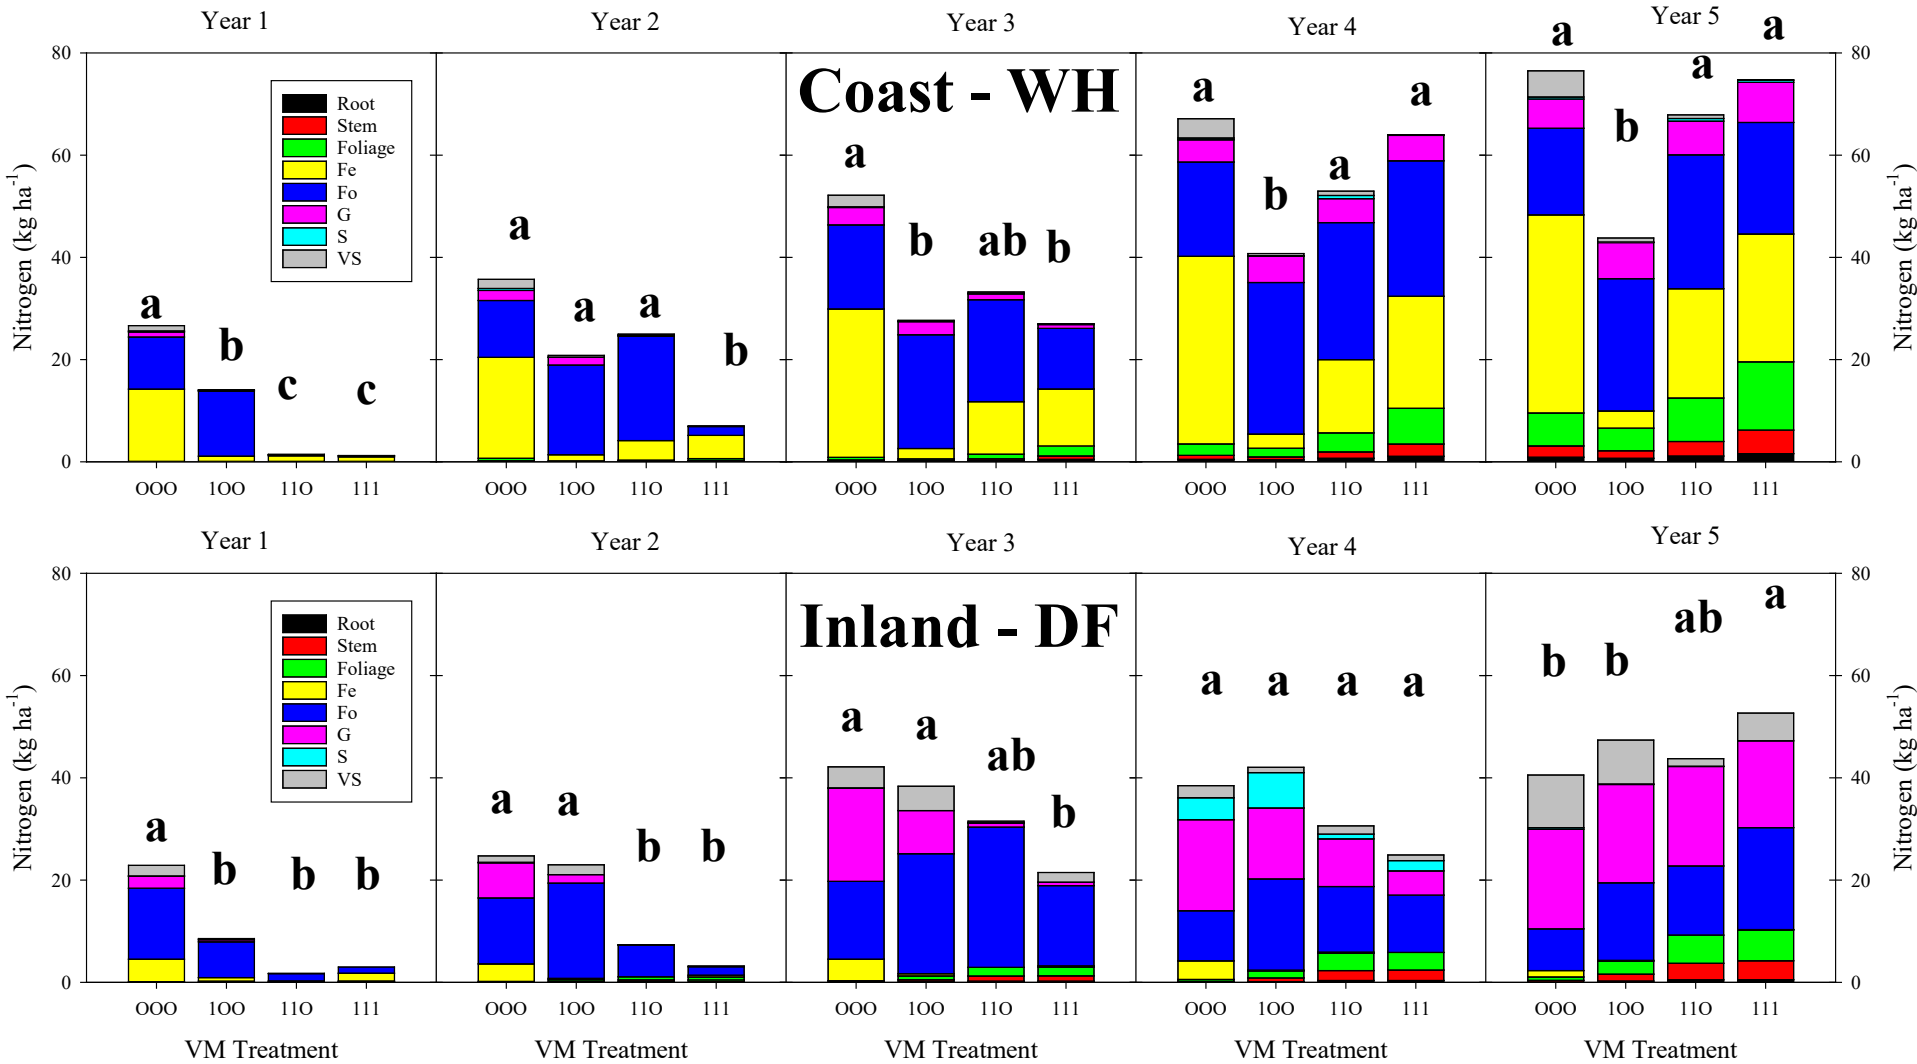 Year 1 Year 2 Year 3 Year 4 Year 5
80 80
Coast - WH
Root
Stem
Foliage
Fe
Fo
G
S
VS
60 60
40 40
20 20
0 0
Nitrogen (kg ha⁻¹) Nitrogen (kg ha⁻¹)
a b c c
a a a b
a b ab b
a b a a
a b a a
OOO 1OO 11O 111 OOO 1OO 11O 111 OOO 1OO 11O 111 OOO 1OO 11O 111 OOO 1OO 11O 111
Year 1 Year 2 Year 3 Year 4 Year 5
80 80
Inland - DF
Root
Stem
Foliage
Fe
Fo
G
S
VS
60 60
40 40
20 20
0 0
Nitrogen (kg ha⁻¹) Nitrogen (kg ha⁻¹)
a b b b
a a b b
a a ab b
a a a a
b b ab a
OOO 1OO 11O 111 OOO 1OO 11O 111 OOO 1OO 11O 111 OOO 1OO 11O 111 OOO 1OO 11O 111
VM Treatment VM Treatment VM Treatment VM Treatment VM Treatment